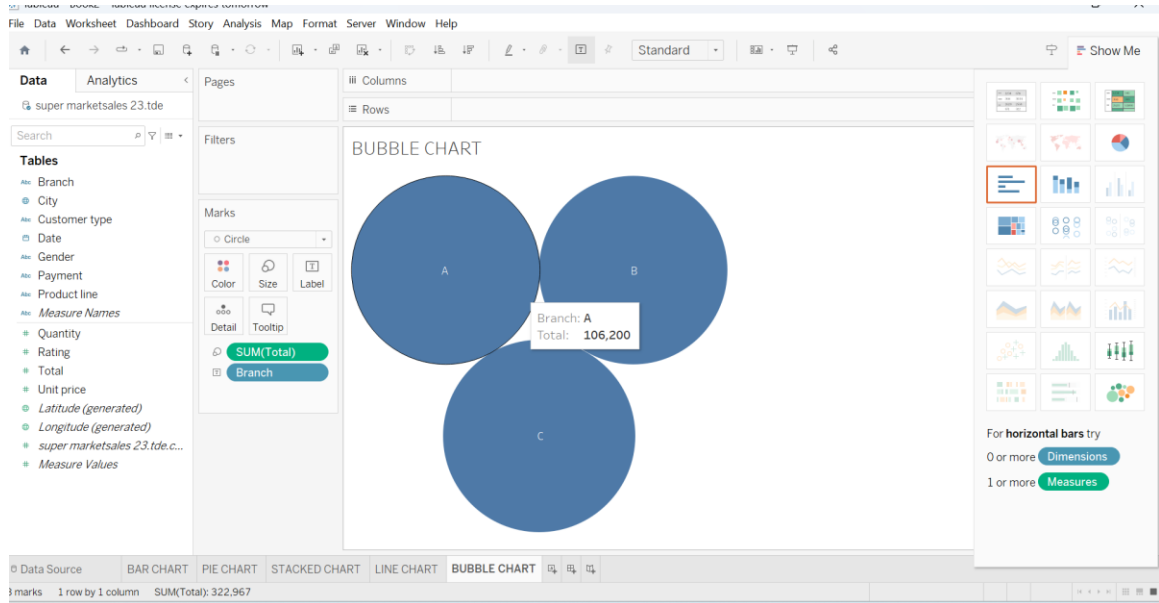 File Data Worksheet Dashboard Story Analysis Map Format Server Window Help
Standard
Show Me
Data Analytics
super marketsales 23.tde
Search
Tables
Branch
City
Customer type
Date
Gender
Payment
Product line
Measure Names
Quantity
Rating
Total
Unit price
Latitude (generated)
Longitude (generated)
super marketsales 23.tde.c...
Measure Values
Pages
Filters
Marks
Circle
Color Size Label
Detail Tooltip
SUM(Total)
Branch
Columns
Rows
BUBBLE CHART
A
B
Branch: A
Total: 106,200
C
For horizontal bars try
0 or more Dimensions
1 or more Measures
Data Source BAR CHART PIE CHART STACKED CHART LINE CHART BUBBLE CHART
3 marks 1 row by 1 column SUM(Total): 322,967